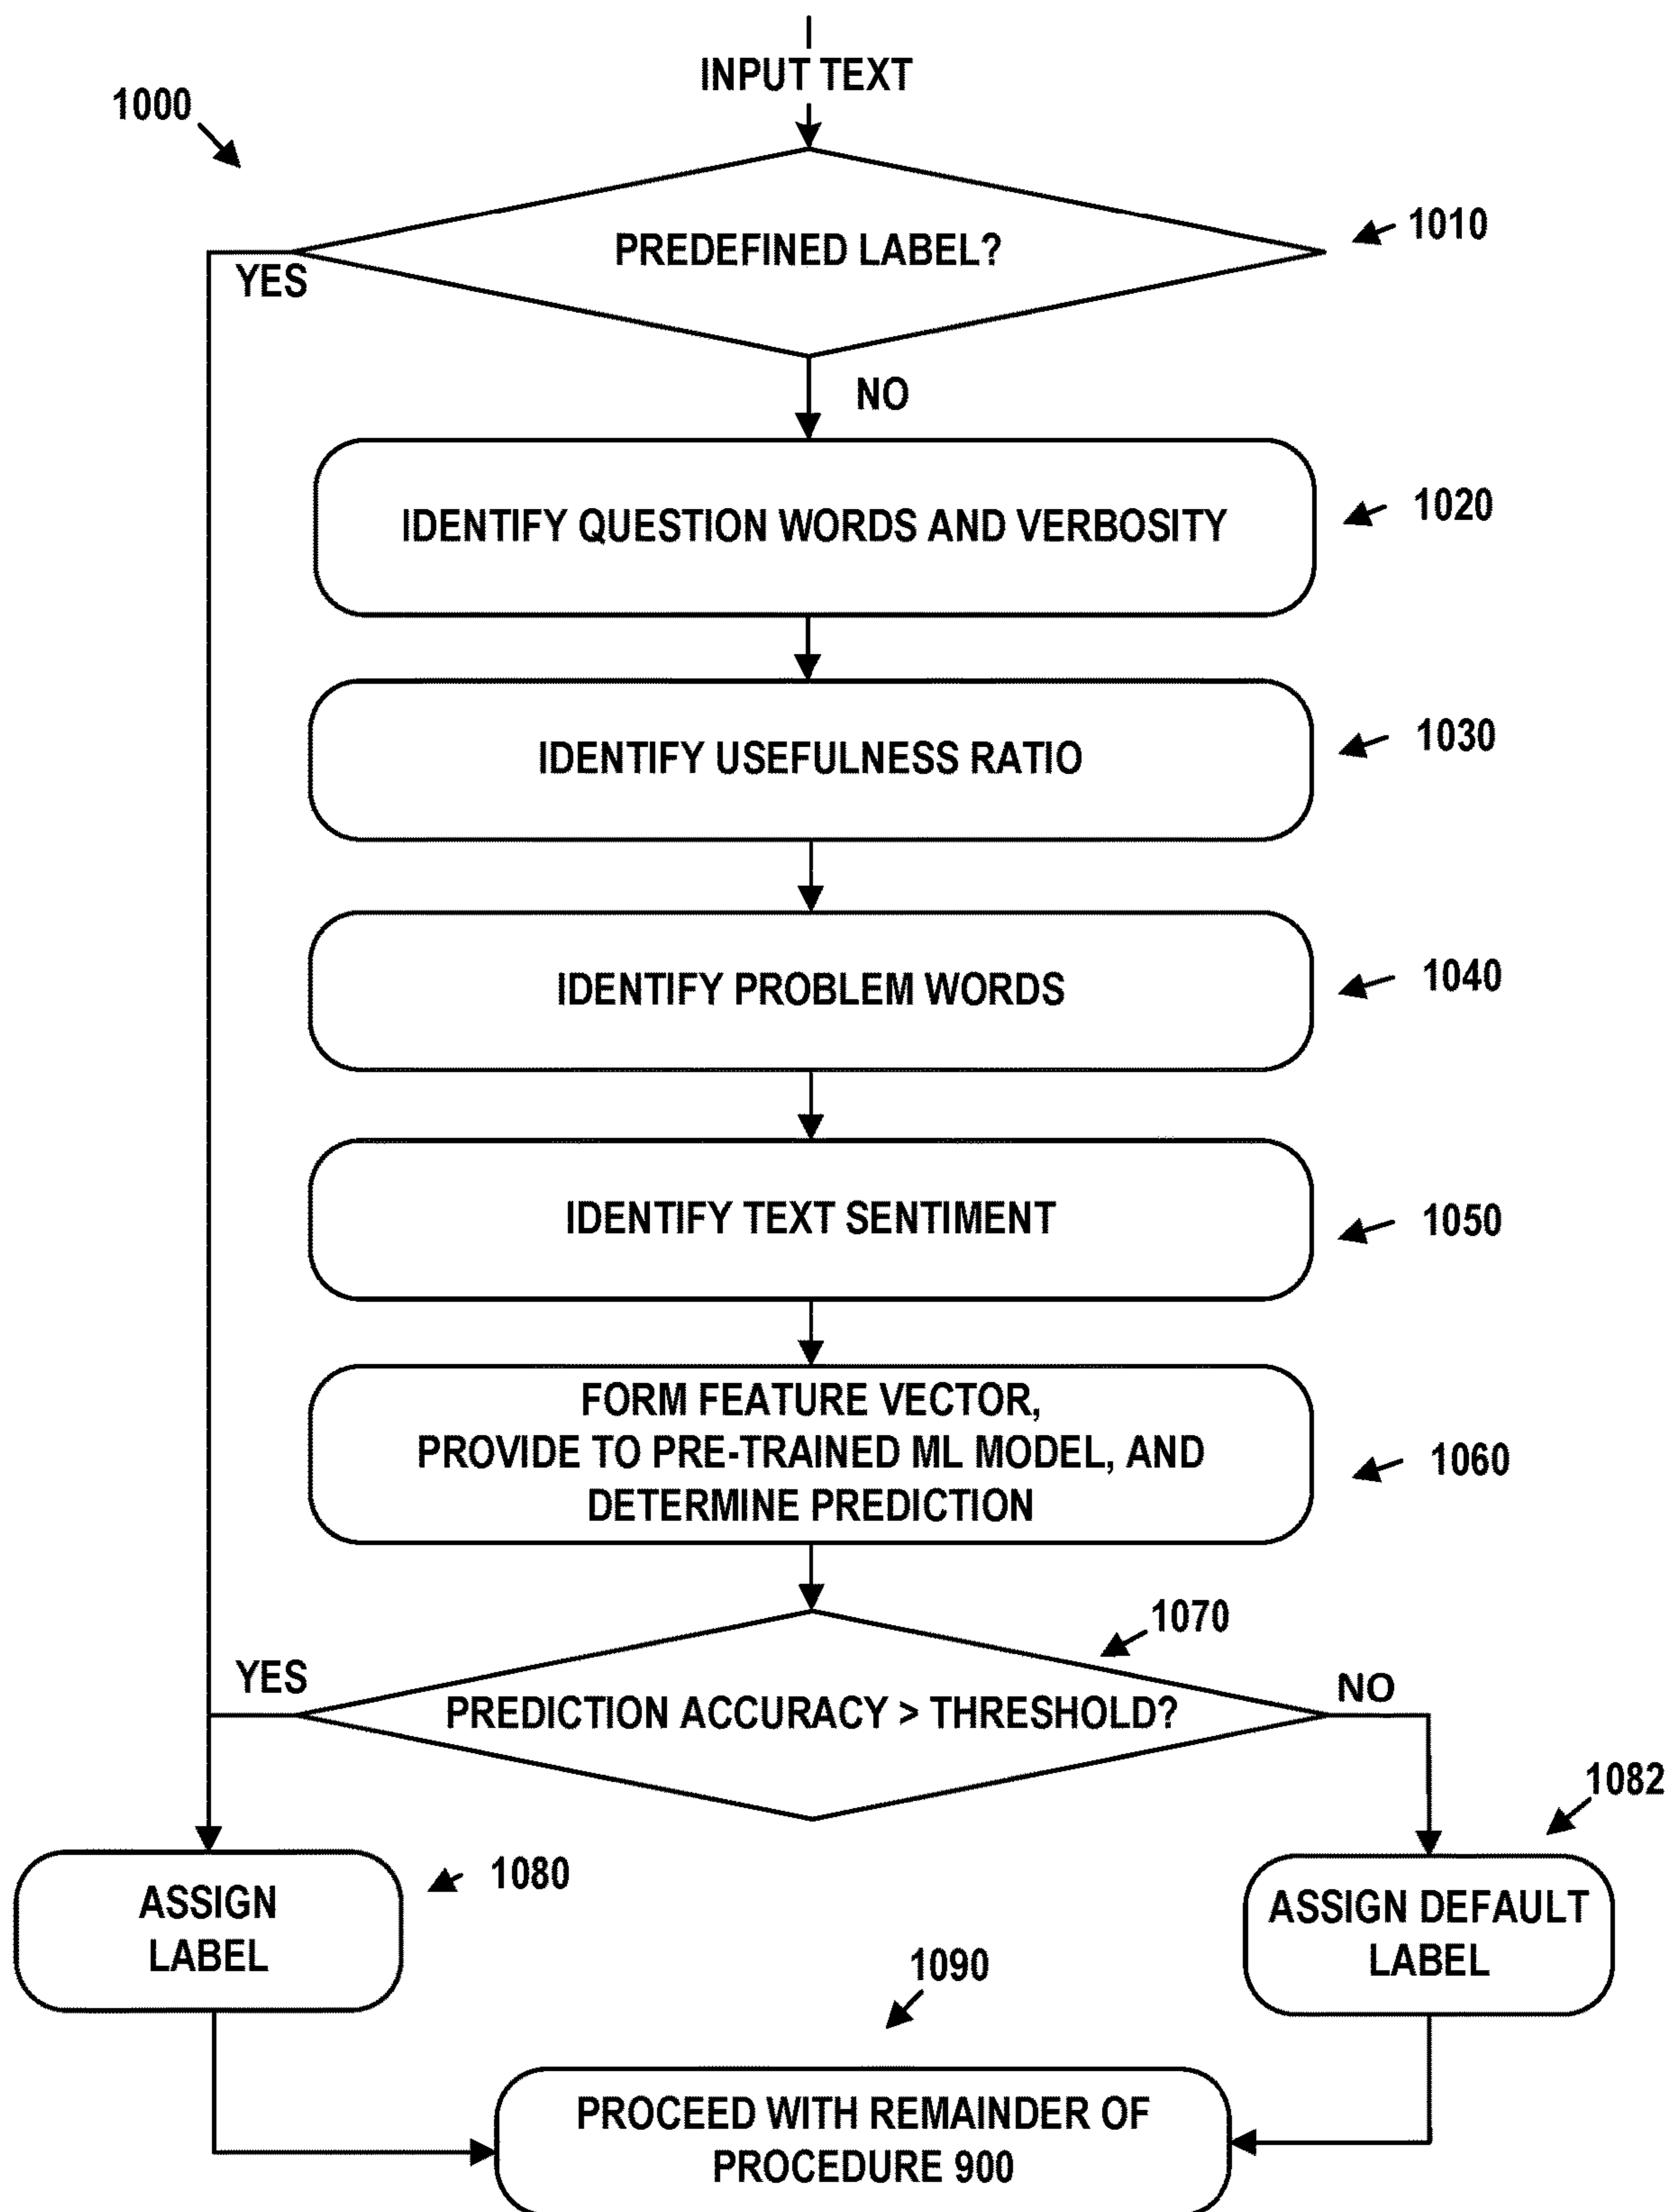 INPUT TEXT
1000
PREDEFINED LABEL?
1010
YES
NO
IDENTIFY QUESTION WORDS AND VERBOSITY
1020
IDENTIFY USEFULNESS RATIO
1030
IDENTIFY PROBLEM WORDS
1040
IDENTIFY TEXT SENTIMENT
1050
FORM FEATURE VECTOR,
PROVIDE TO PRE-TRAINED ML MODEL, AND
DETERMINE PREDICTION
1060
1070
YES
PREDICTION ACCURACY > THRESHOLD?
NO
1082
1080
ASSIGN
LABEL
ASSIGN DEFAULT
LABEL
1090
PROCEED WITH REMAINDER OF
PROCEDURE 900